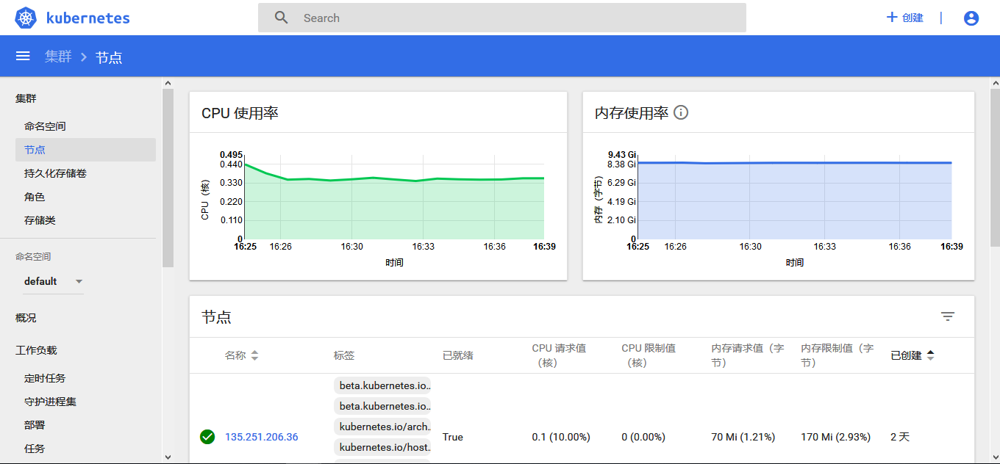 kubernetes
Search
创建
集群
节点
集群
命名空间
节点
持久化存储卷
角色
存储类
命名空间
default
概况
工作负载
定时任务
守护进程集
部署
任务
CPU 使用率
0.495
0.440
0.330
0.220
0.110
0
CPU（核）
16:25 16:26 16:30 16:33 16:36 16:39
时间
内存使用率
9.43 Gi
8.38 Gi
6.29 Gi
4.19 Gi
2.10 Gi
0
内存（字节）
16:25 16:26 16:30 16:33 16:36 16:39
时间
节点
名称 标签 已就绪 CPU 请求值（核） CPU 限制值（核） 内存请求值（字节） 内存限制值（字节） 已创建
beta.kubernetes.io..
beta.kubernetes.io..
kubernetes.io/arch..
kubernetes.io/host.
135.251.206.36 True 0.1 (10.00%) 0 (0.00%) 70 Mi (1.21%) 170 Mi (2.93%) 2 天